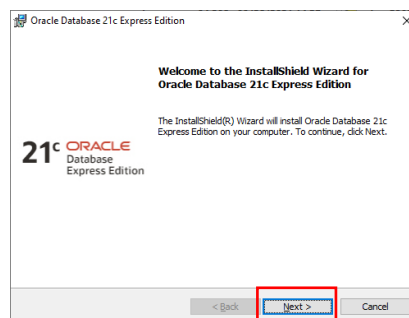 Oracle Database 21c Express Edition
Welcome to the InstallShield Wizard for
Oracle Database 21c Express Edition
The InstallShield(R) Wizard will install Oracle Database 21c
Express Edition on your computer. To continue, click Next.
21c ORACLE
Database
Express Edition
< Back
Next >
Cancel